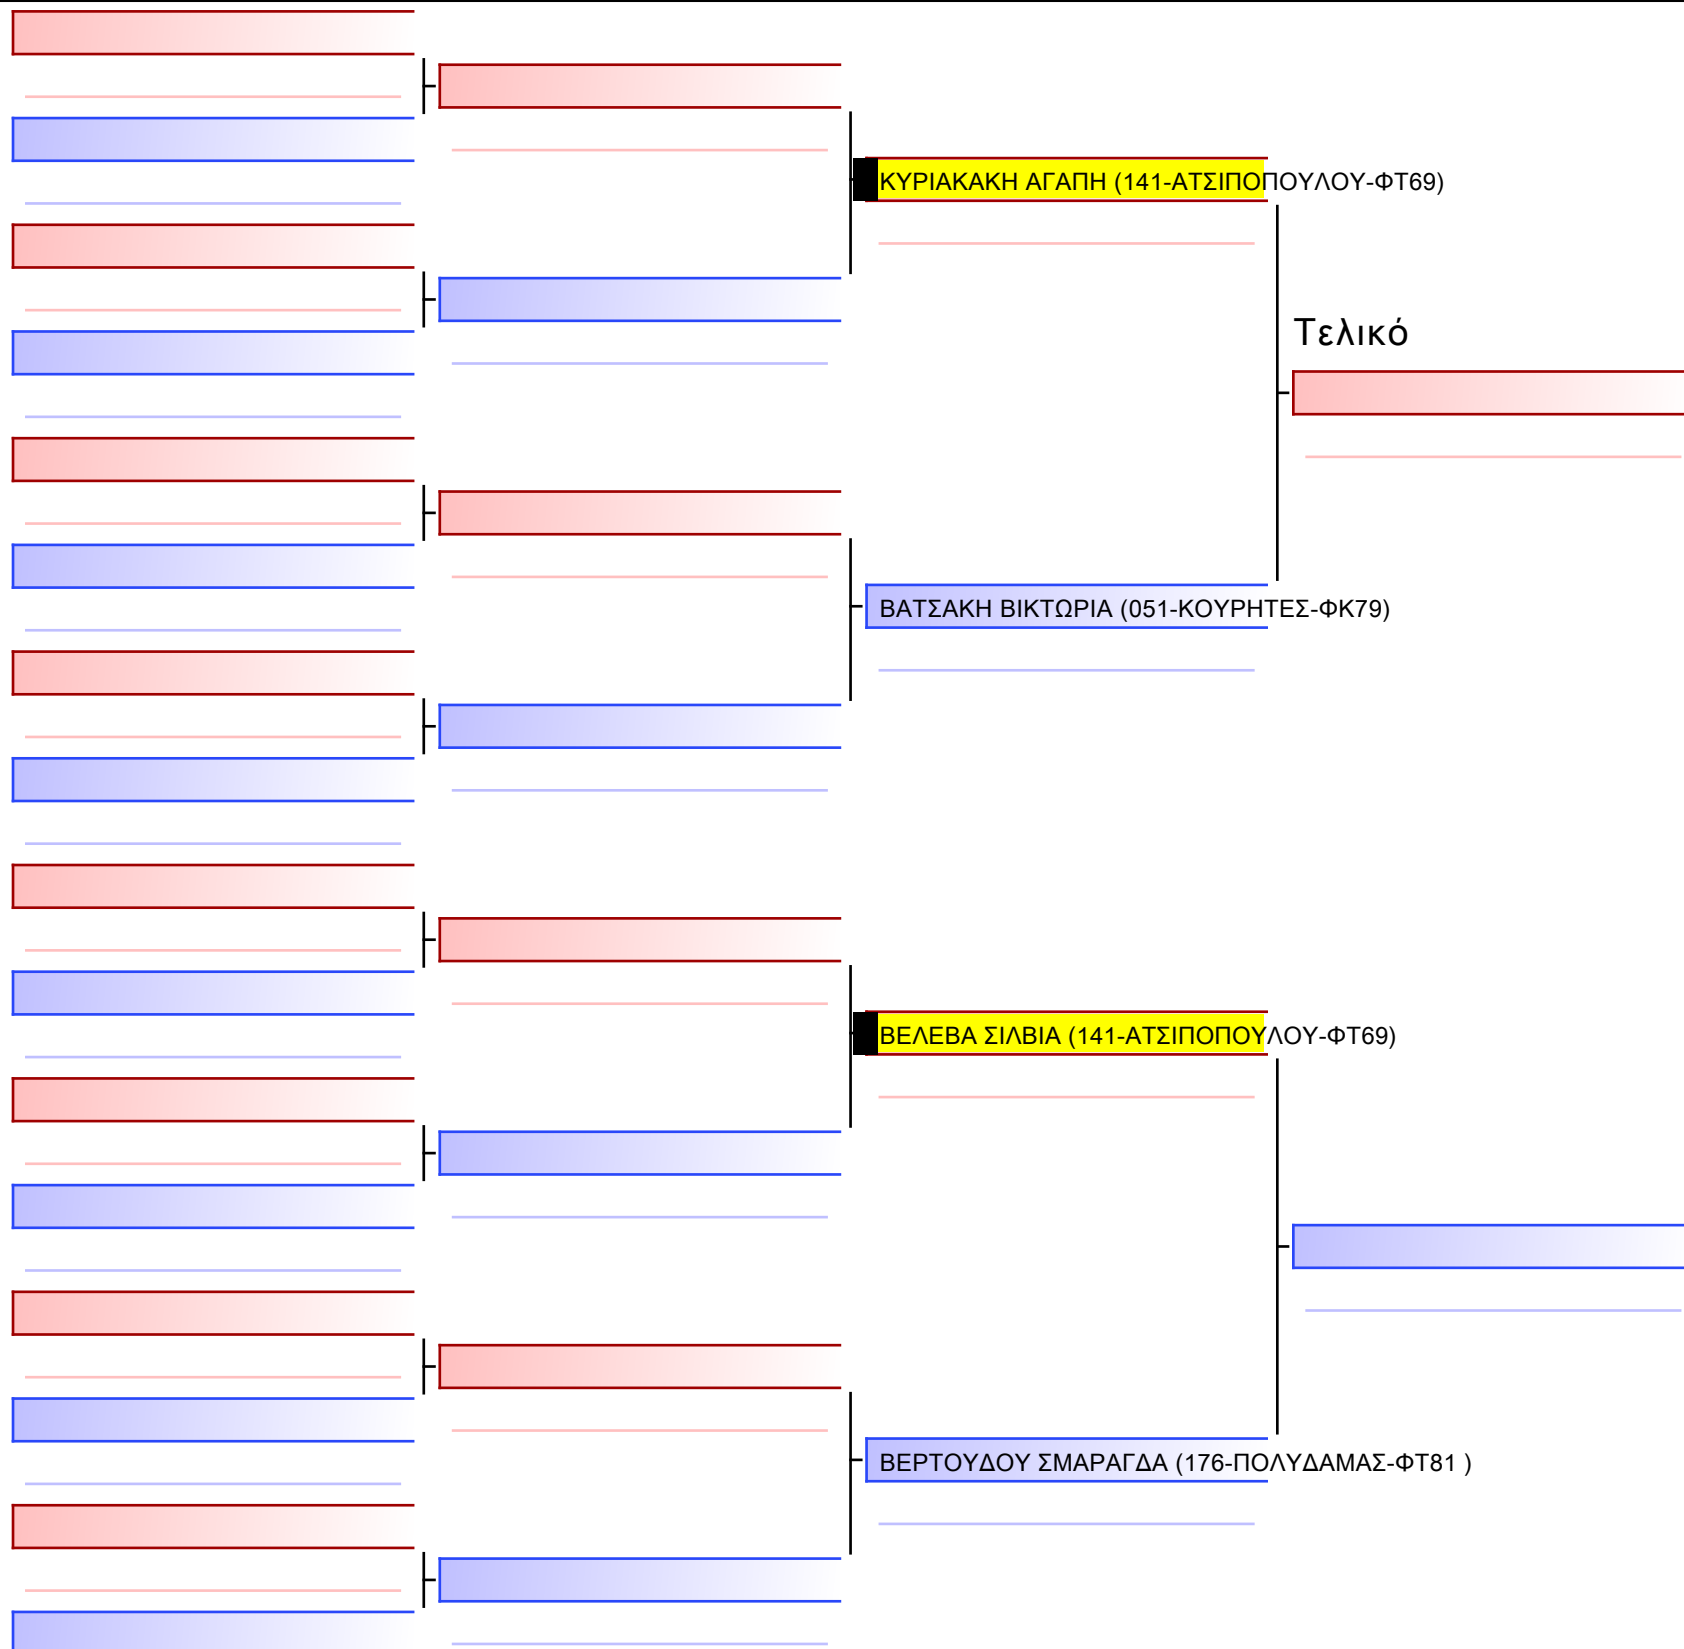 ΚΥΡΙΑΚΑΚΗ ΑΓΑΠΗ (141-ΑΤΣΙΠΟΠΟΥΛΟΥ-ΦΤ69)
Τελικό
ΒΑΤΣΑΚΗ ΒΙΚΤΩΡΙΑ (051-ΚΟΥΡΗΤΕΣ-ΦΚ79)
ΒΕΛΕΒΑ ΣΙΛΒΙΑ (141-ΑΤΣΙΠΟΠΟΥΛΟΥ-ΦΤ69)
ΒΕΡΤΟΥΔΟΥ ΣΜΑΡΑΓΔΑ (176-ΠΟΛΥΔΑΜΑΣ-ΦΤ81 )